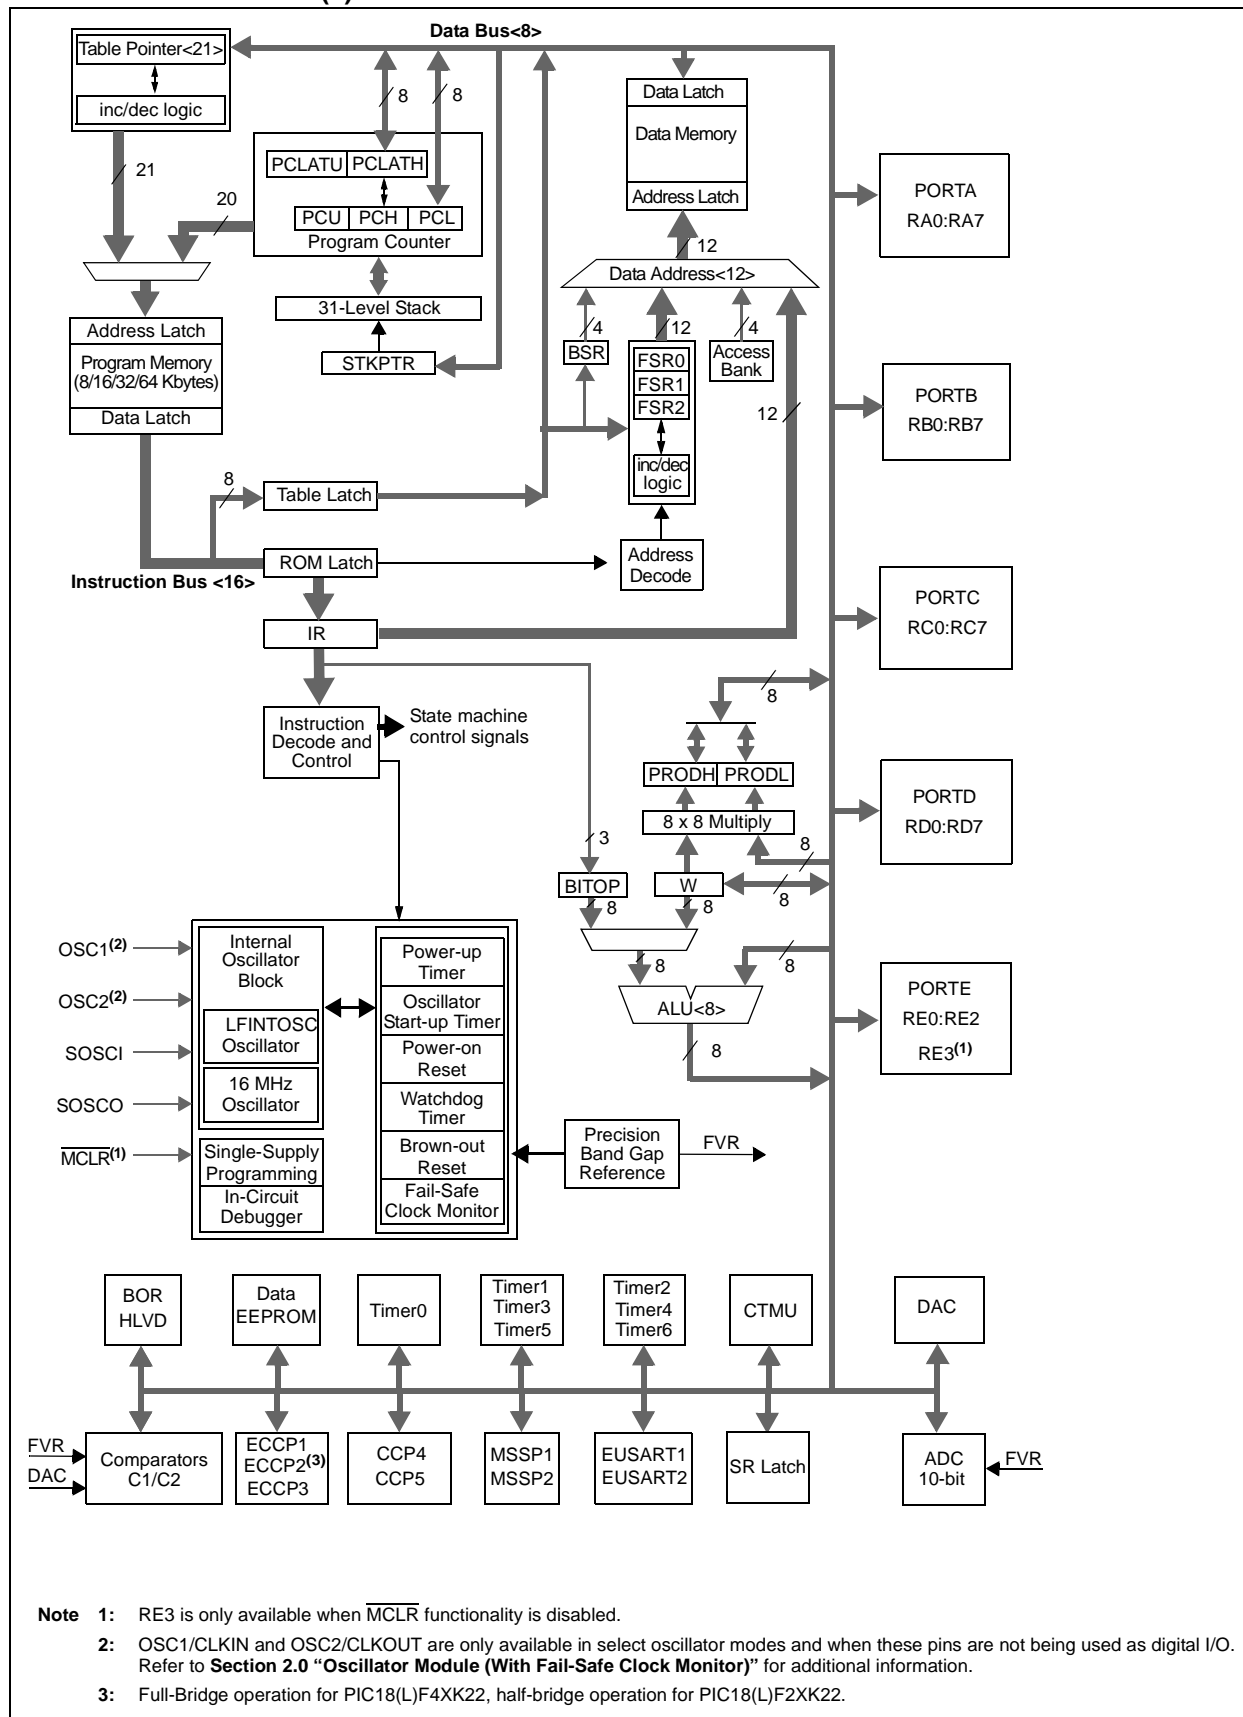 Data Bus<8>
Table Pointer<21>
inc/dec logic
21
20
8
8
PCLATU
PCLATH
PCU
PCH
PCL
Program Counter
31-Level Stack
STKPTR
Data Latch
Data Memory
Address Latch
12
Data Address<12>
4
12
4
BSR
FSR0
FSR1
FSR2
inc/dec
logic
Access
Bank
12
Address
Decode
Address Latch
Program Memory
(8/16/32/64 Kbytes)
Data Latch
8
Table Latch
ROM Latch
Instruction Bus <16>
IR
Instruction
Decode and
Control
State machine
control signals
8
PRODH
PRODL
8 x 8 Multiply
3
8
BITOP
W
8
8
8
8
8
ALU<8>
8
PORTA
RA0:RA7
PORTB
RB0:RB7
PORTC
RC0:RC7
PORTD
RD0:RD7
PORTE
RE0:RE2
RE3(1)
OSC1(2)
OSC2(2)
SOSCI
SOSCO
MCLR(1)
Internal
Oscillator
Block
LFINTOSC
Oscillator
16 MHz
Oscillator
Single-Supply
Programming
In-Circuit
Debugger
Power-up
Timer
Oscillator
Start-up Timer
Power-on
Reset
Watchdog
Timer
Brown-out
Reset
Fail-Safe
Clock Monitor
Precision
Band Gap
Reference
FVR
BOR
HLVD
Data
EEPROM
Timer0
Timer1
Timer3
Timer5
Timer2
Timer4
Timer6
CTMU
DAC
FVR
DAC
Comparators
C1/C2
ECCP1
ECCP2(3)
ECCP3
CCP4
CCP5
MSSP1
MSSP2
EUSART1
EUSART2
SR Latch
ADC
10-bit
FVR
Note 1: RE3 is only available when MCLR functionality is disabled.
2: OSC1/CLKIN and OSC2/CLKOUT are only available in select oscillator modes and when these pins are not being used as digital I/O.
Refer to Section 2.0 “Oscillator Module (With Fail-Safe Clock Monitor)” for additional information.
3: Full-Bridge operation for PIC18(L)F4XK22, half-bridge operation for PIC18(L)F2XK22.